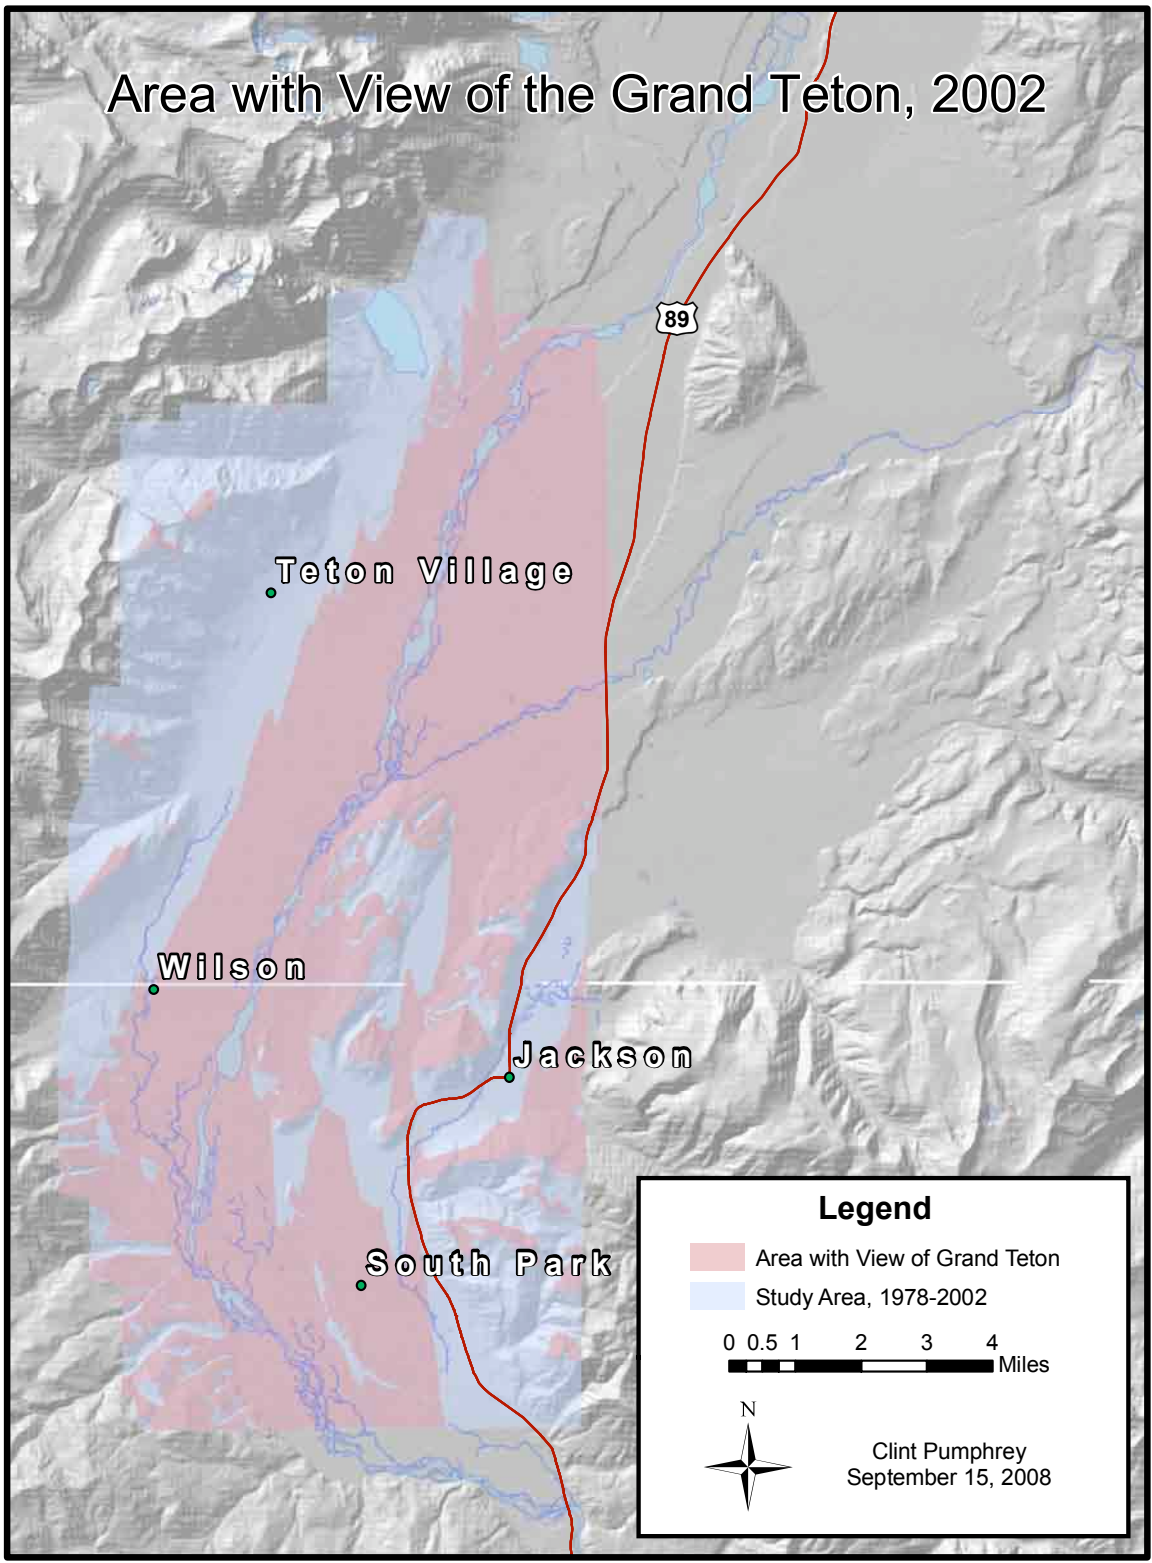 Area with View of the Grand Teton, 2002
89
Teton Village
Wilson
Jackson
South Park
Legend
Area with View of Grand Teton
Study Area, 1978-2002
0 0.5 1 2 3 4
Miles
N
Clint Pumphrey
September 15, 2008